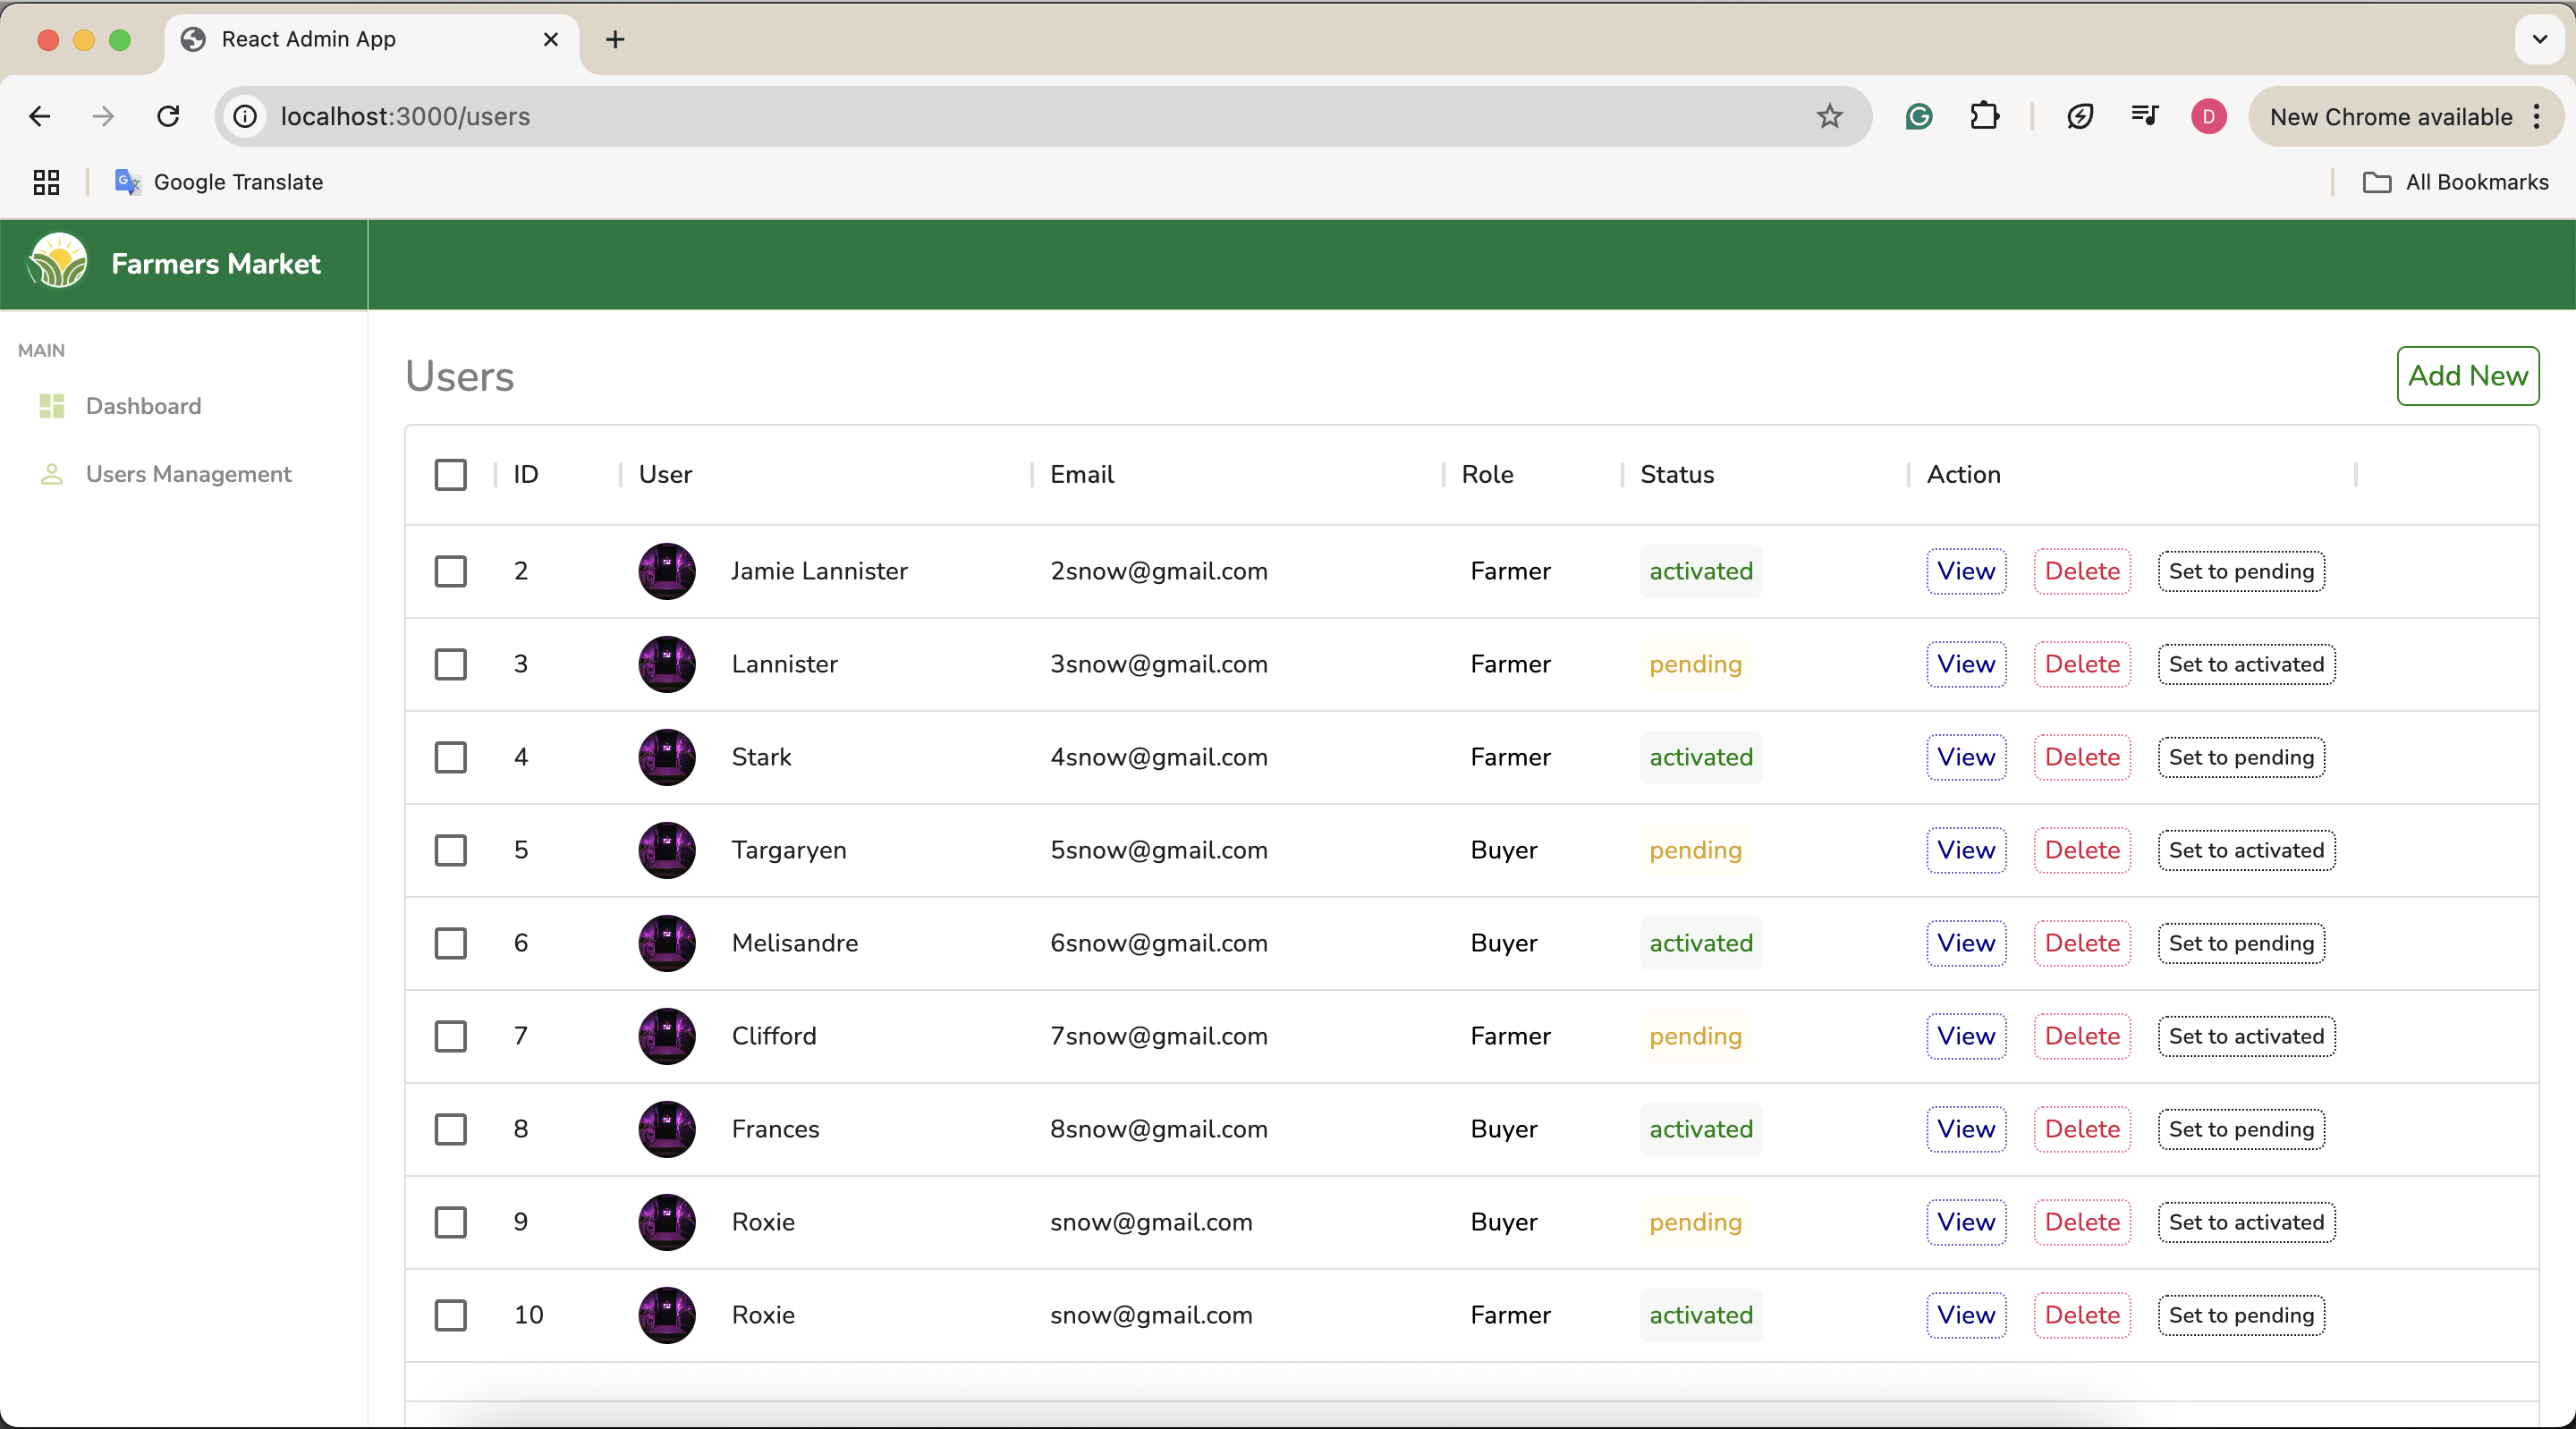 React Admin App
localhost:3000/users
D
New Chrome available
Google Translate
All Bookmarks
Farmers Market
MAIN
Dashboard
Users Management
Users
Add New
ID User Email Role Status Action
2 Jamie Lannister 2snow@gmail.com Farmer activated View Delete Set to pending
3 Lannister 3snow@gmail.com Farmer pending View Delete Set to activated
4 Stark 4snow@gmail.com Farmer activated View Delete Set to pending
5 Targaryen 5snow@gmail.com Buyer pending View Delete Set to activated
6 Melisandre 6snow@gmail.com Buyer activated View Delete Set to pending
7 Clifford 7snow@gmail.com Farmer pending View Delete Set to activated
8 Frances 8snow@gmail.com Buyer activated View Delete Set to pending
9 Roxie snow@gmail.com Buyer pending View Delete Set to activated
10 Roxie snow@gmail.com Farmer activated View Delete Set to pending